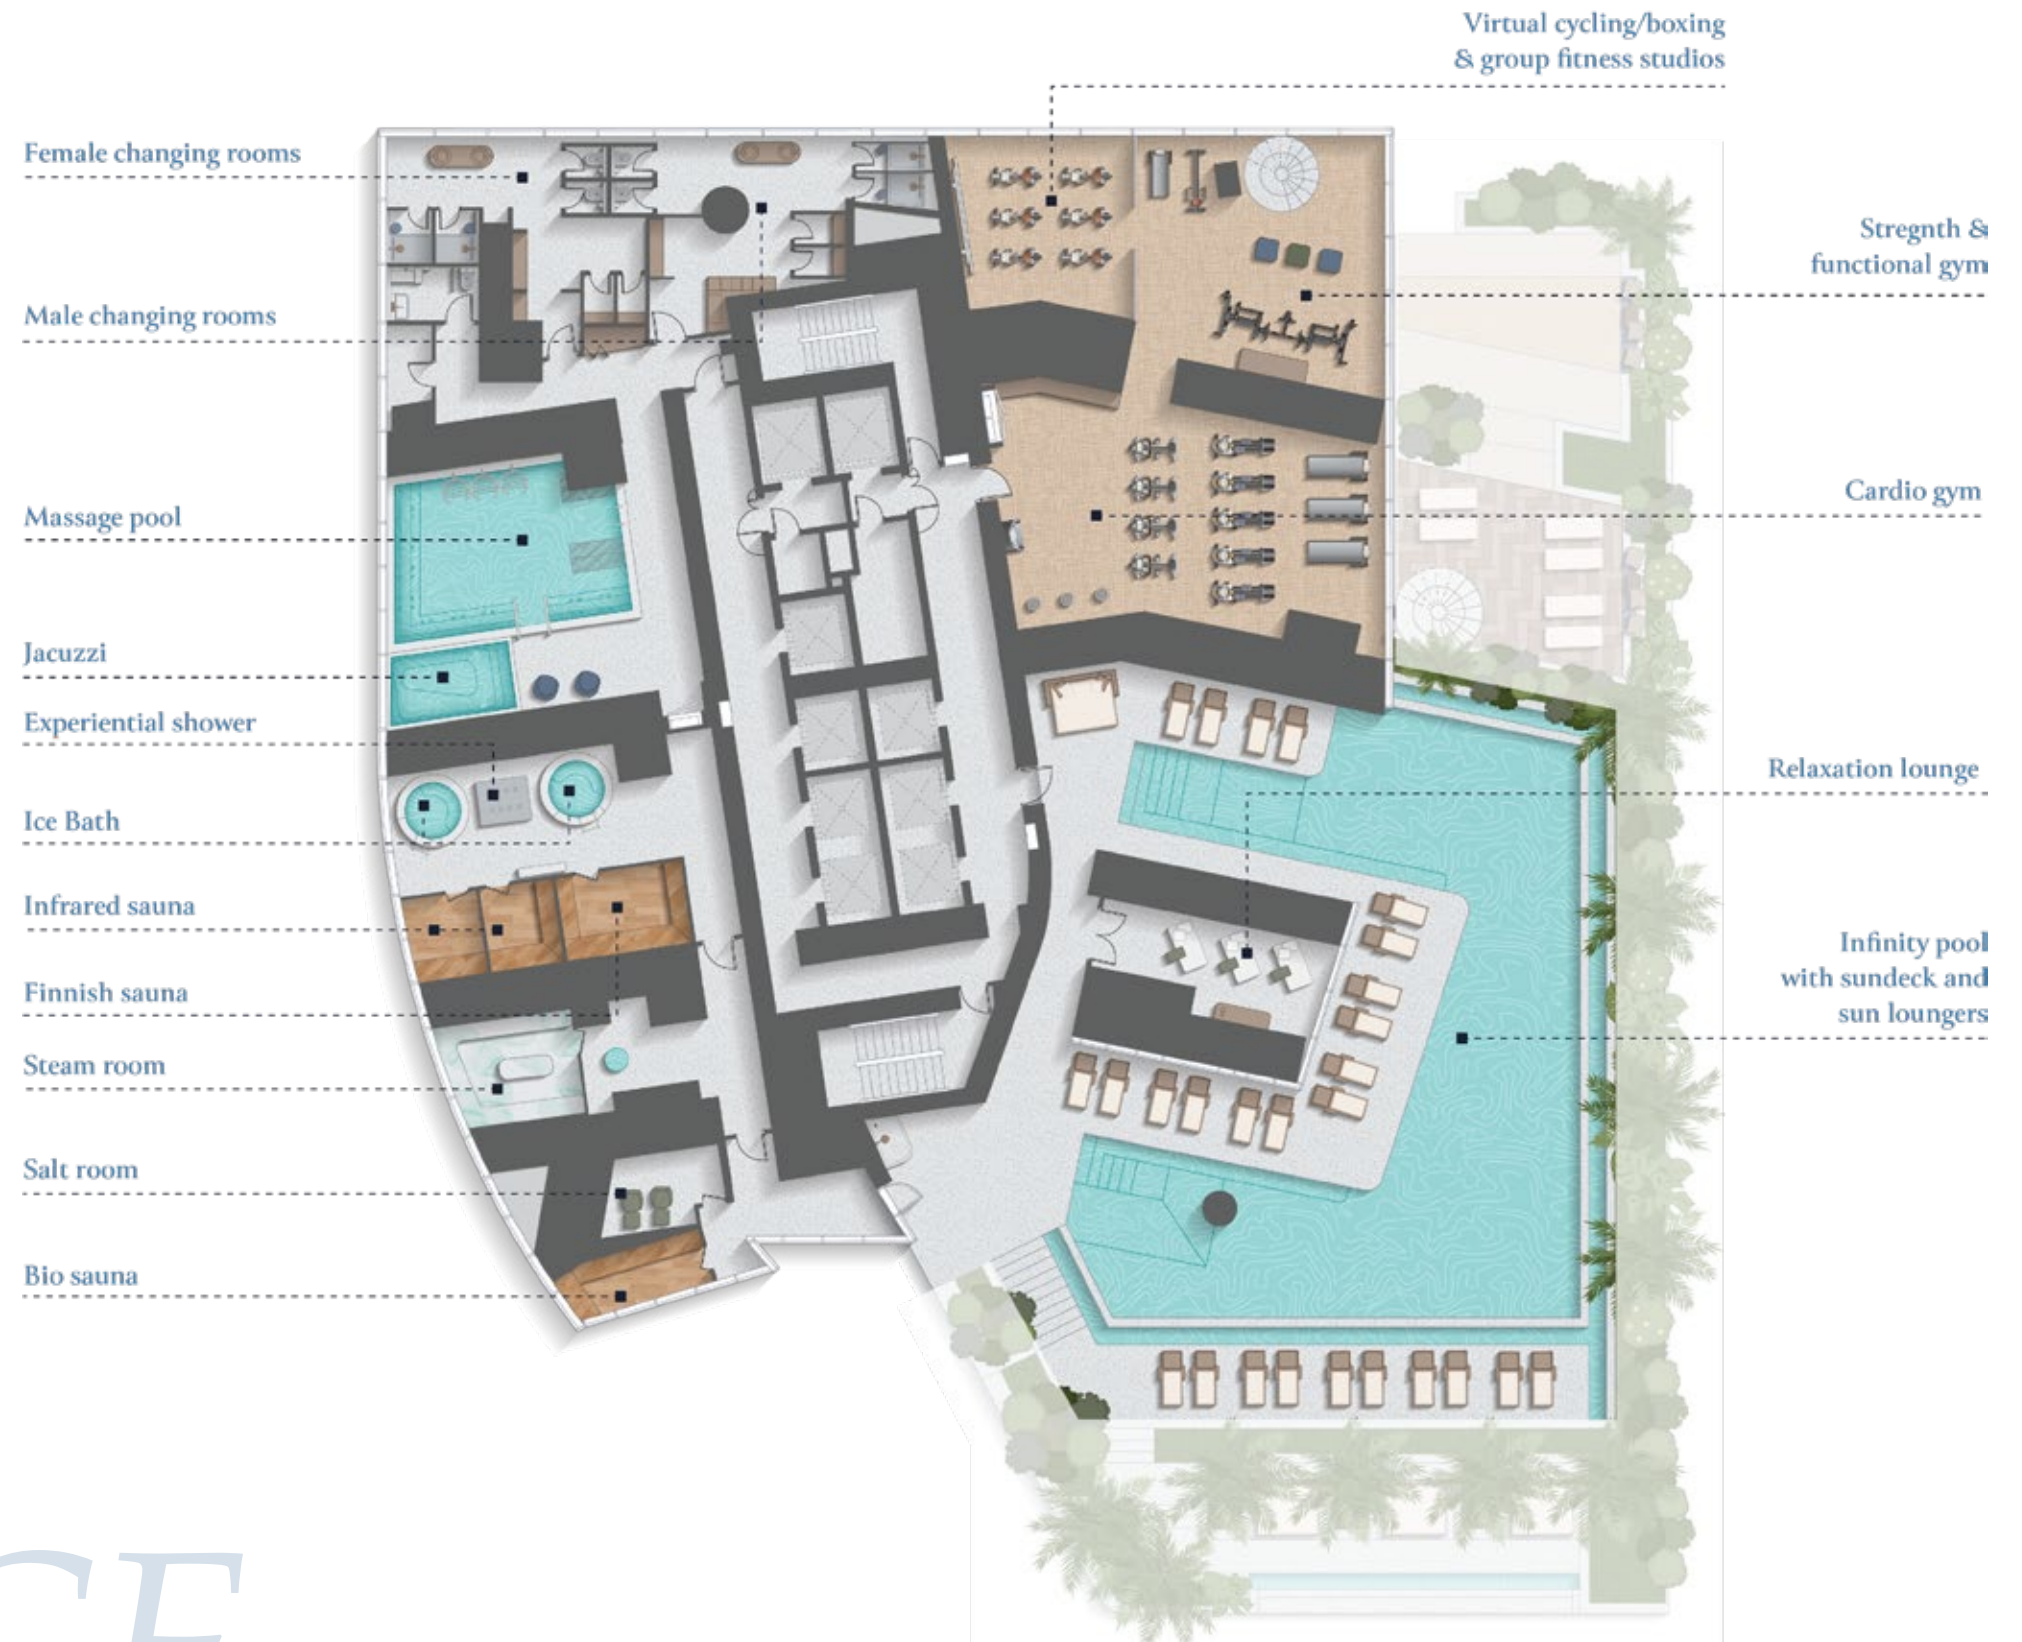 Virtual cycling/boxing
& group fitness studios
Female changing rooms
Stregnth &
functional gym
Male changing rooms
Cardio gym
Massage pool
Jacuzzi
Experiential shower
Relaxation lounge
Ice Bath
Infrared sauna
Infinity pool
with sundeck and
sun loungers
Finnish sauna
Steam room
Salt room
Bio sauna